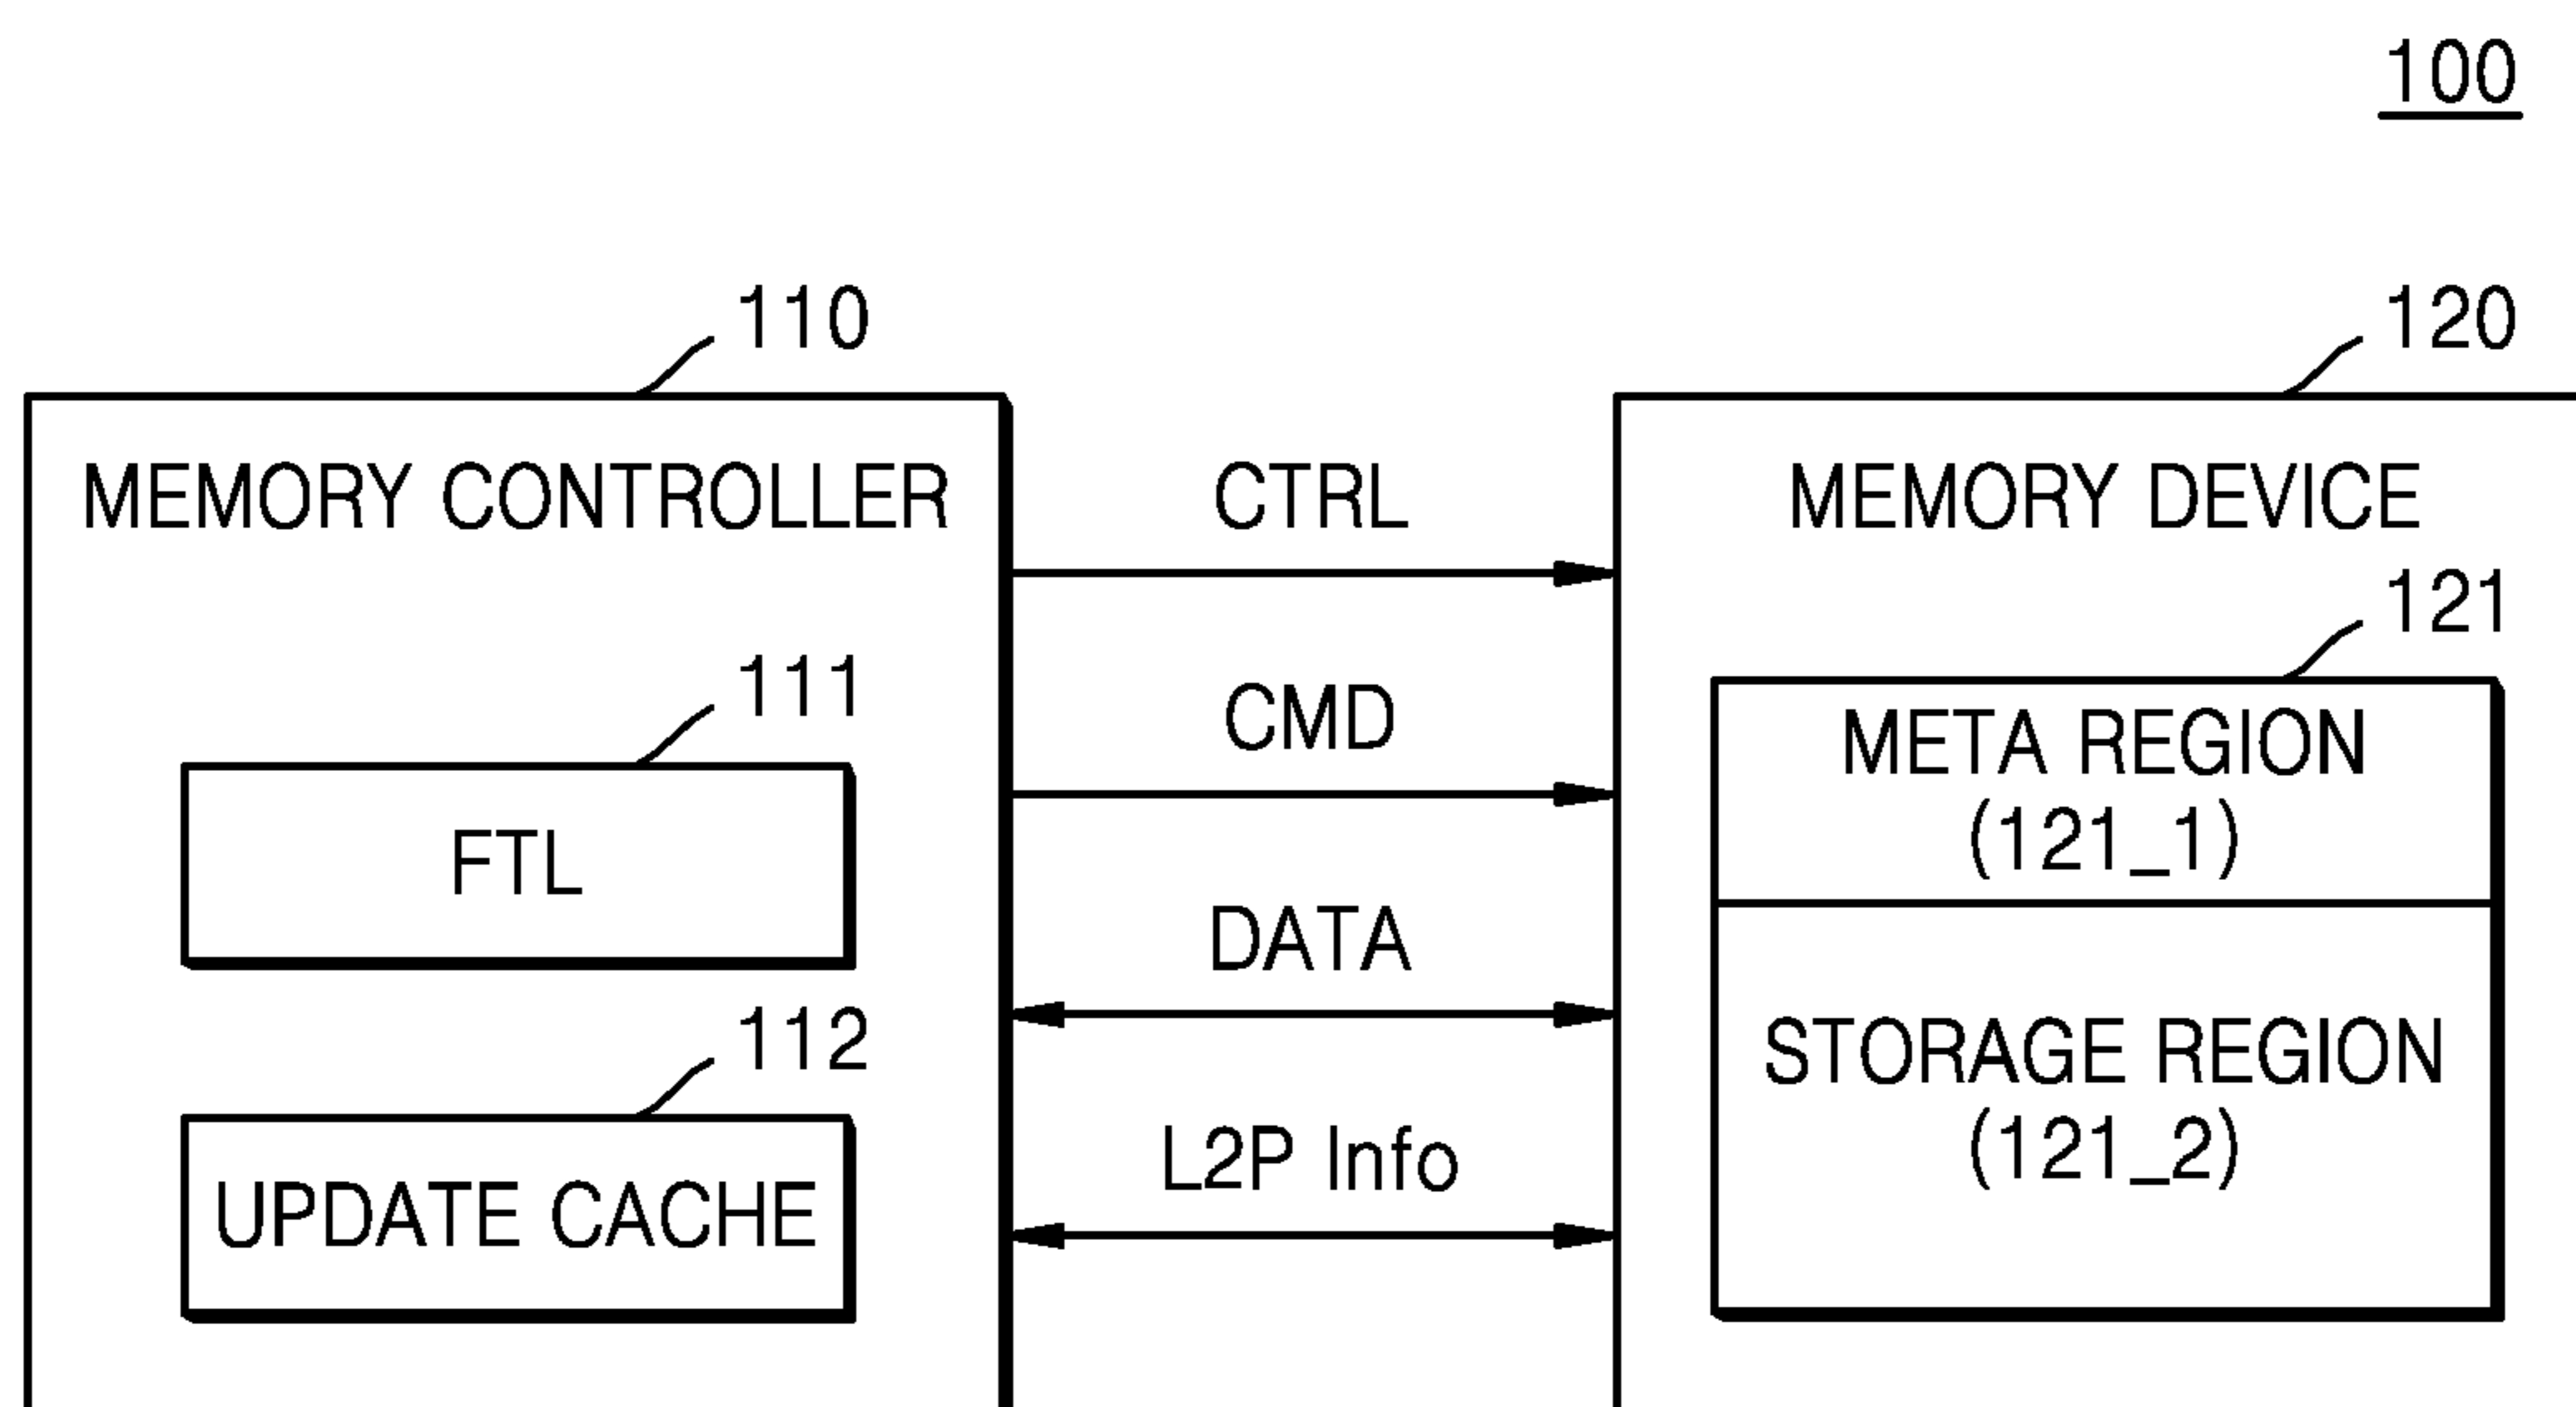 100
110
120
MEMORY CONTROLLER
CTRL
MEMORY DEVICE
121
111
CMD
META REGION
(121_1)
FTL
DATA
112
STORAGE REGION
(121_2)
L2P Info
UPDATE CACHE